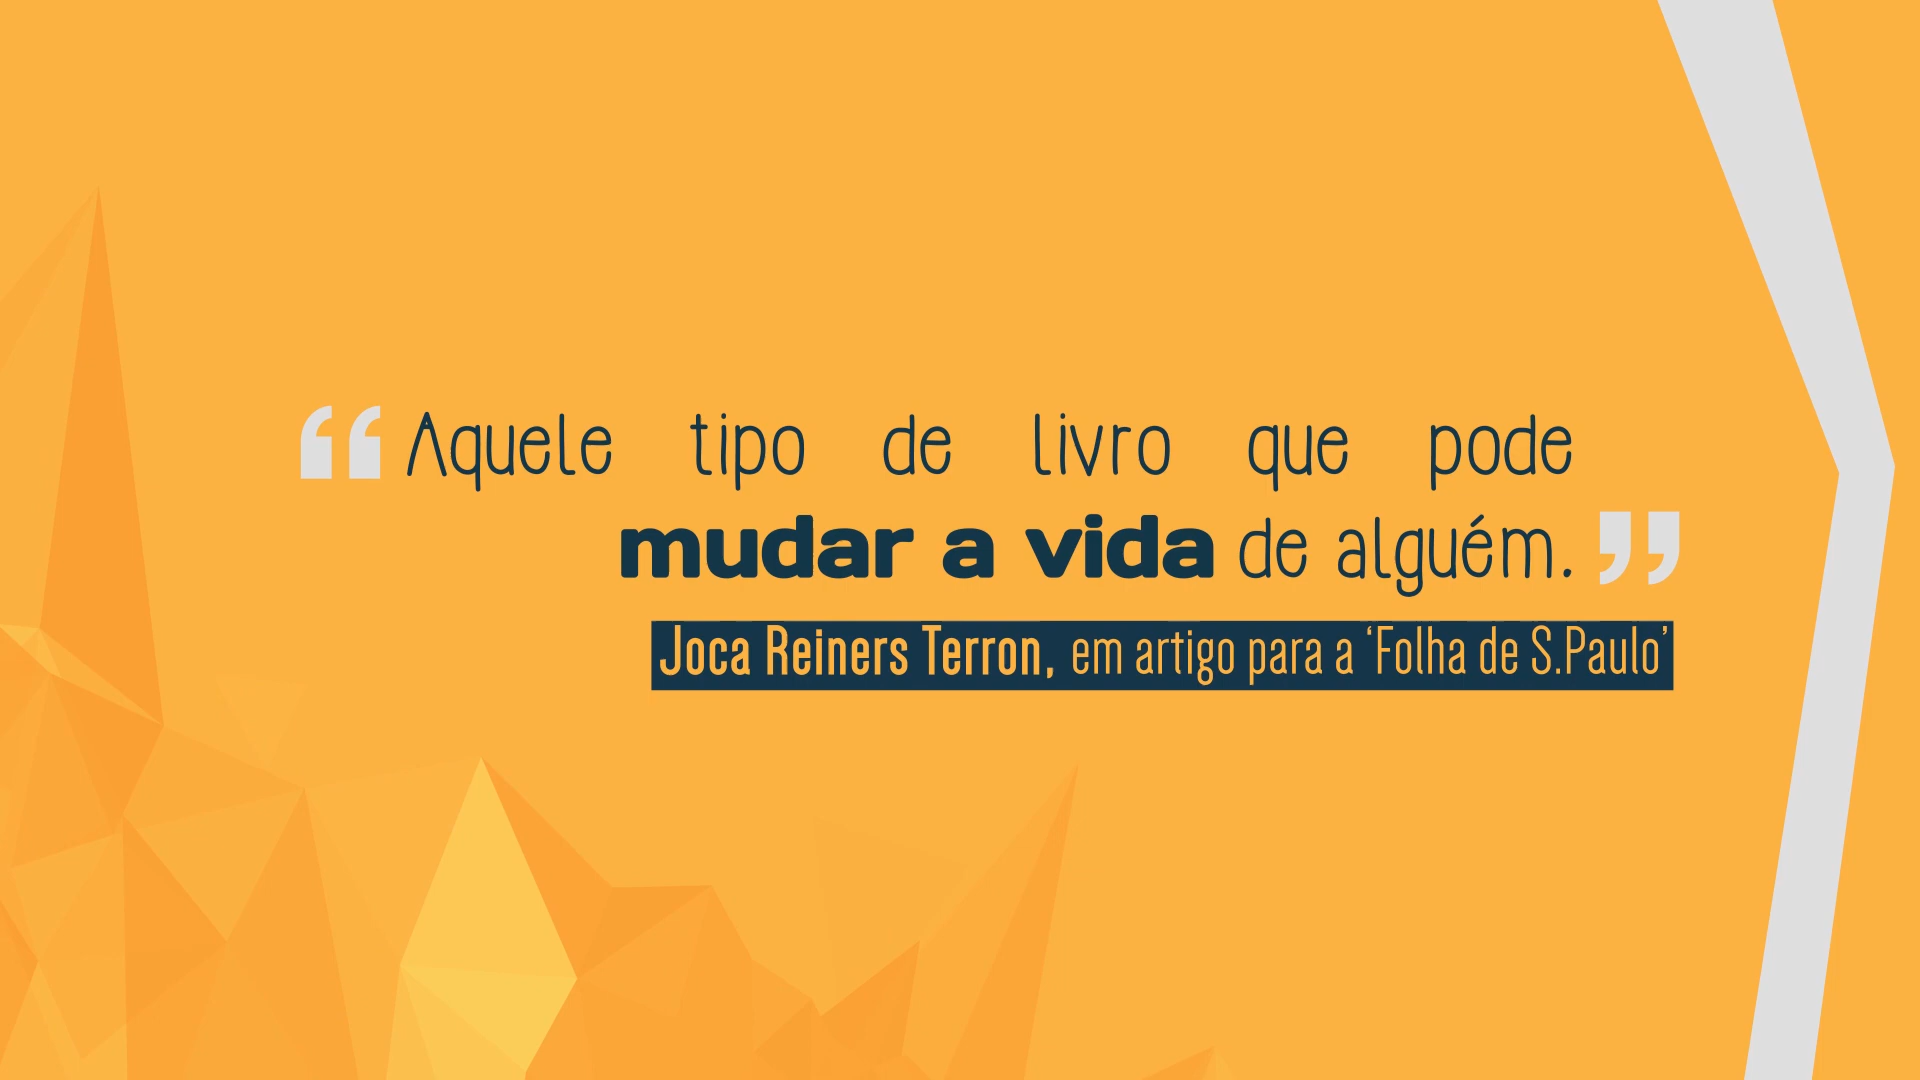 “Aquele tipo de livro que pode
mudar a vida de alguém.”
Joca Reiners Terron, em artigo para a ‘Folha de S.Paulo’